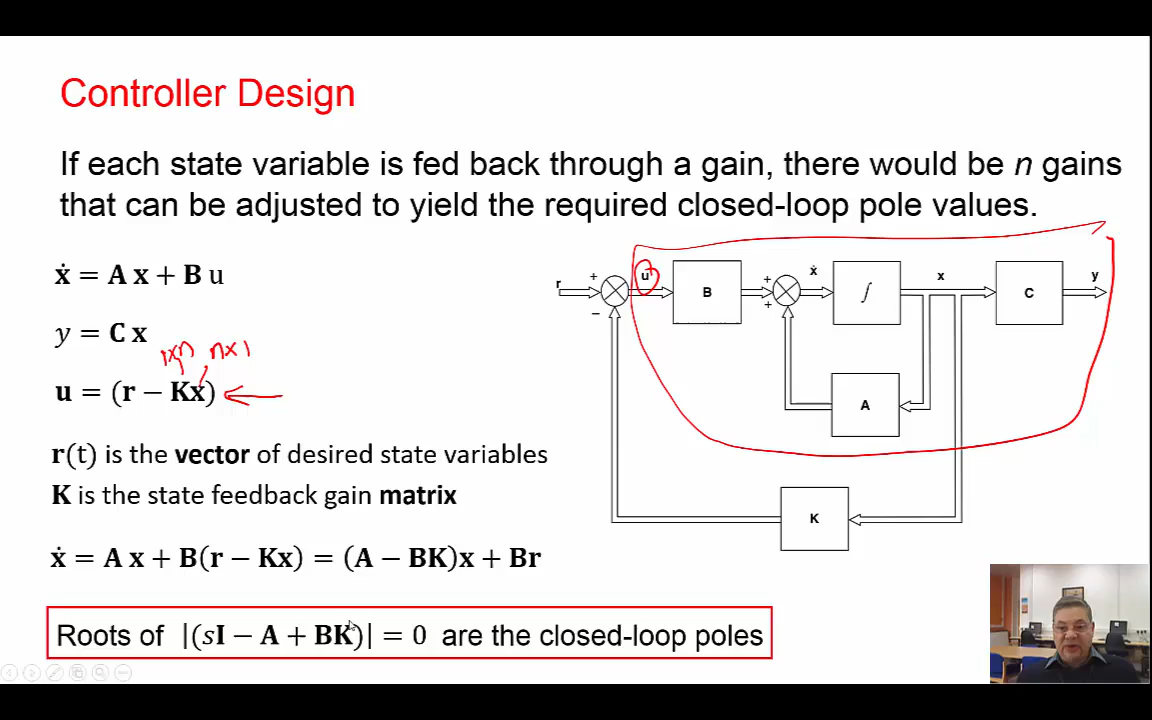 Controller Design
If each state variable is fed back through a gain, there would be n gains
that can be adjusted to yield the required closed-loop pole values.
ẋ = A x + B u
y = C x
1×n, n×1
u = (r − Kx)
r(t) is the vector of desired state variables
K is the state feedback gain matrix
ẋ = A x + B(r − Kx) = (A − BK)x + Br
Roots of |(sI − A + BK)| = 0 are the closed-loop poles
r
+
−
u
B
+
+
ẋ
∫
x
C
y
A
K